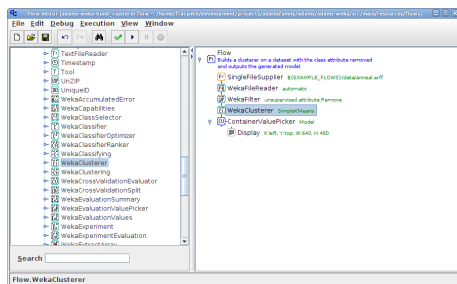 Flow editor [adams-weka-build_clusterer.flow - /home/fracpete/development/projects/adams/family/adams/adams-weka/src/main/resources/flows]
File Edit Debug Execution View Window
TextFileReader
Timestamp
Tool
UnZIP
UniqueID
WekaAccumulatedError
WekaCapabilities
WekaClassSelector
WekaClassifier
WekaClassifierOptimizer
WekaClassifierRanker
WekaClassifying
WekaClusterer
WekaClustering
WekaCrossValidationEvaluator
WekaCrossValidationSplit
WekaEvaluationSummary
WekaEvaluationValuePicker
WekaEvaluationValues
WekaExperiment
WekaExperimentEvaluation
WekaExtractArray
Search
Flow
Builds a clusterer on a dataset with the class attribute removed
and outputs the generated model.
SingleFileSupplier ${EXAMPLE_FLOWS}/data/anneal.arff
WekaFileReader automatic
WekaFilter unsupervised.attribute.Remove
WekaClusterer SimpleKMeans
ContainerValuePicker Model
Display X:left, Y:top, W:640, H:480
Flow.WekaClusterer